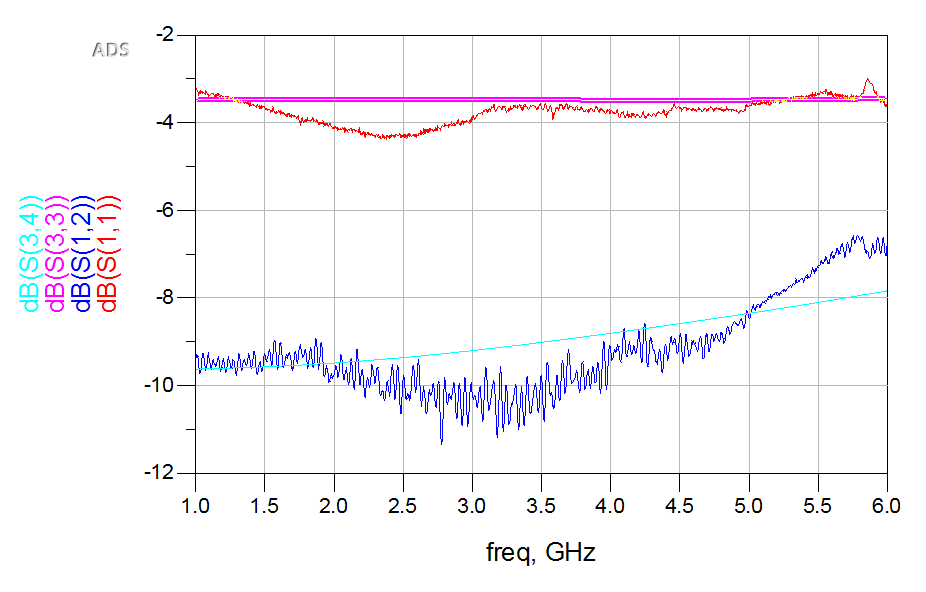 ADS
-2
-4
-6
-8
-10
-12
dB(S(3,4))
dB(S(3,3))
dB(S(1,2))
dB(S(1,1))
1.0 1.5 2.0 2.5 3.0 3.5 4.0 4.5 5.0 5.5 6.0
freq, GHz